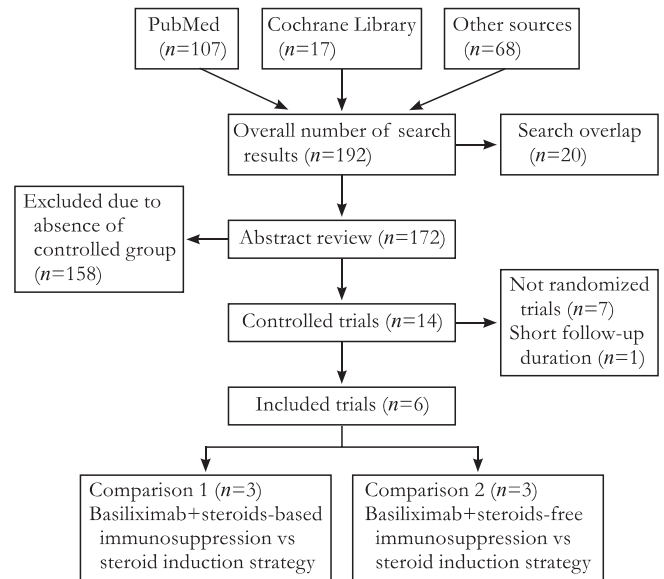 PubMed
(n=107)
Cochrane Library
(n=17)
Other sources
(n=68)
Overall number of search
results (n=192)
Search overlap
(n=20)
Excluded due to
absence of
controlled group
(n=158)
Abstract review (n=172)
Controlled trials (n=14)
Not randomized
trials (n=7)
Short follow-up
duration (n=1)
Included trials (n=6)
Comparison 1 (n=3)
Basiliximab+steroids-based
immunosuppression vs
steroid induction strategy
Comparison 2 (n=3)
Basiliximab+steroids-free
immunosuppression vs
steroid induction strategy